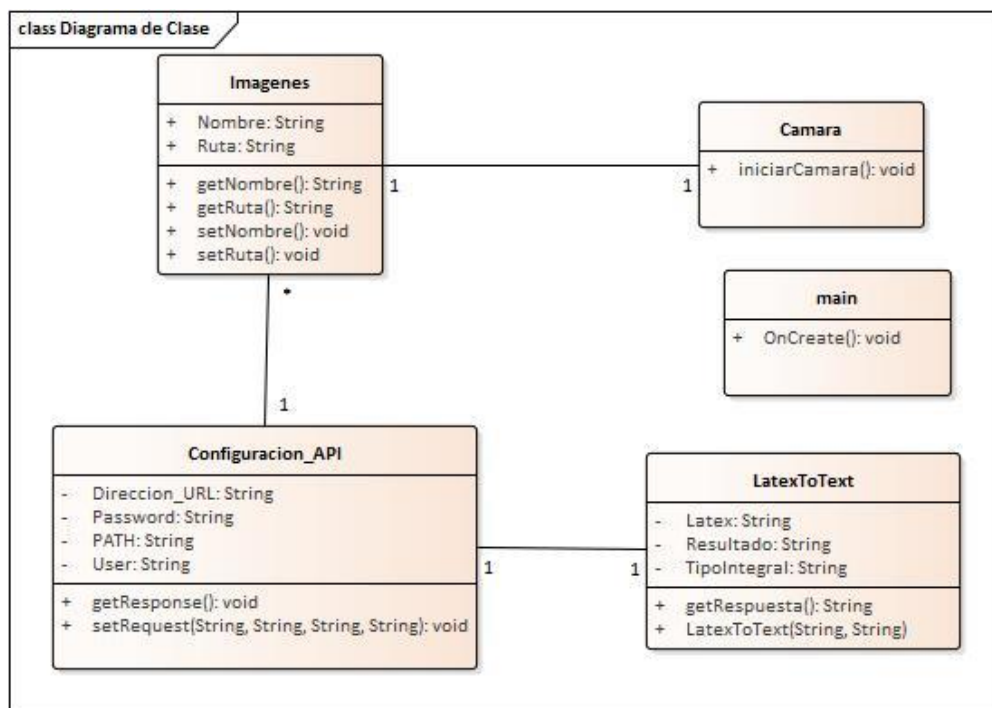 class Diagrama de Clase
Imagenes
+ Nombre: String
+ Ruta: String
+ getNombre(): String
+ getRuta(): String
+ setNombre(): void
+ setRuta(): void
1
1
Camara
+ iniciarCamara(): void
main
+ OnCreate(): void
*
1
Configuracion_API
- Direccion_URL: String
- Password: String
- PATH: String
- User: String
+ getResponse(): void
+ setRequest(String, String, String, String): void
1
1
LatexToText
- Latex: String
- Resultado: String
- TipoIntegral: String
+ getRespuesta(): String
+ LatexToText(String, String)